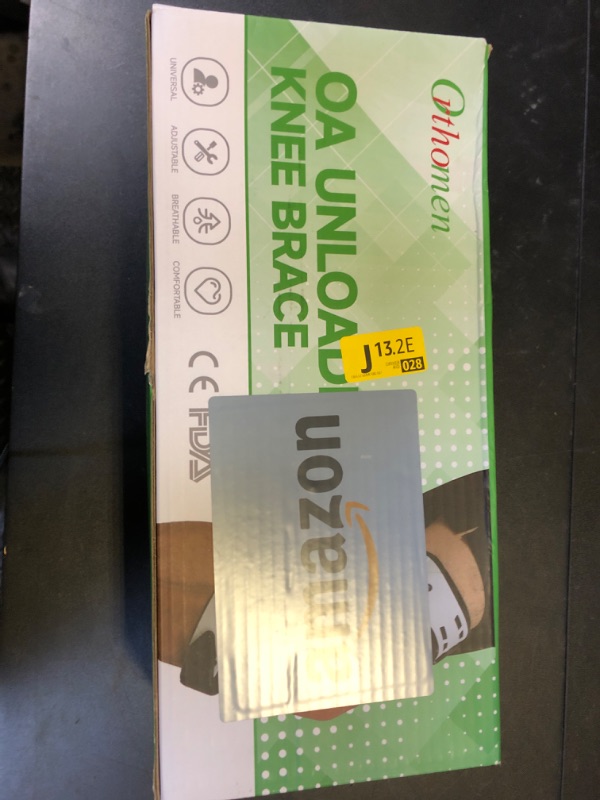 Orthomen
OA UNLOAD
KNEE BRACE
UNIVERSAL
ADJUSTABLE
BREATHABLE
COMFORTABLE
CE FDA
J 13.2E
028
amazon